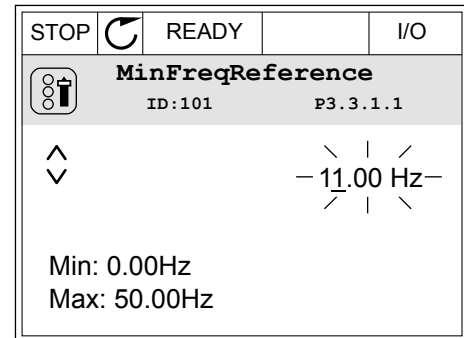 STOP READY I/O
MinFreqReference
ID:101 P3.3.1.1
11.00 Hz
Min: 0.00Hz
Max: 50.00Hz